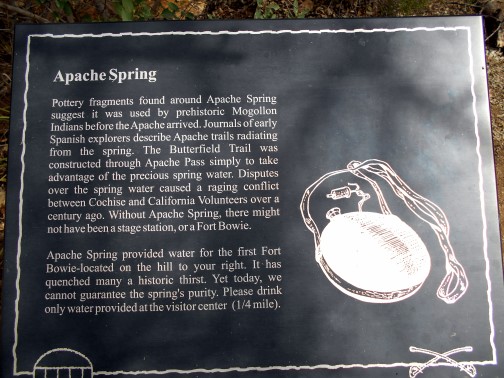 Apache Spring
Pottery fragments found around Apache Spring
suggest it was used by prehistoric Mogollon
Indians before the Apache arrived. Journals of early
Spanish explorers describe Apache trails radiating
from the spring. The Butterfield Trail was
constructed through Apache Pass simply to take
advantage of the precious spring water. Disputes
over the spring water caused a raging conflict
between Cochise and California Volunteers over a
century ago. Without Apache Spring, there might
not have been a stage station, or a Fort Bowie.
Apache Spring provided water for the first Fort
Bowie-located on the hill to your right. It has
quenched many a historic thirst. Yet today, we
cannot guarantee the spring's purity. Please drink
only water provided at the visitor center (1/4 mile).